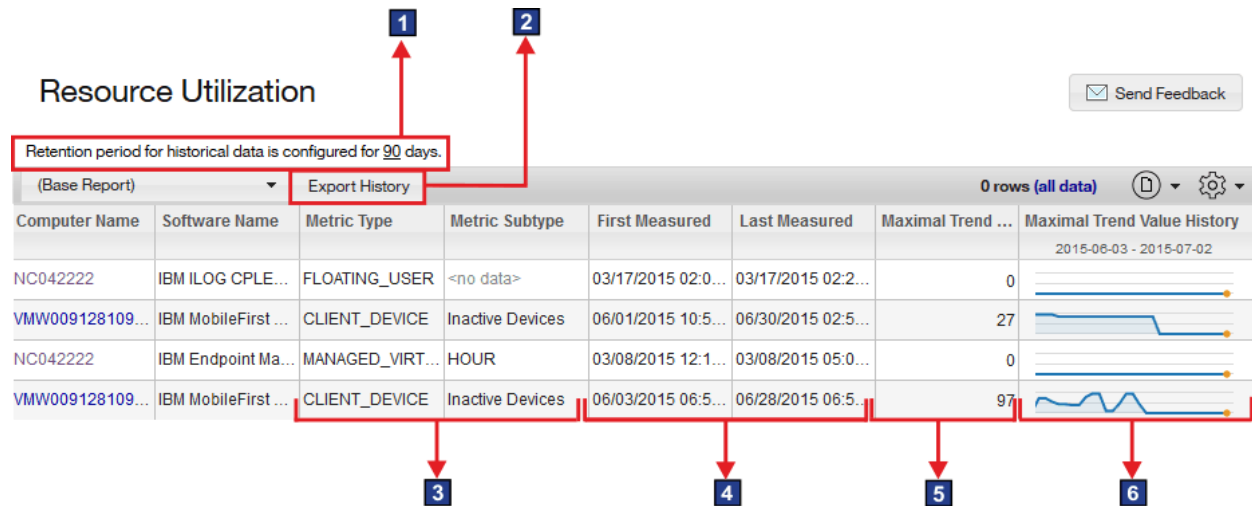 1 2
Resource Utilization
Send Feedback
Retention period for historical data is configured for 90 days.
(Base Report) Export History 0 rows (all data)
Computer Name Software Name Metric Type Metric Subtype First Measured Last Measured Maximal Trend ... Maximal Trend Value History
2015-06-03 - 2015-07-02
NC042222 IBM ILOG CPLE... FLOATING_USER <no data> 03/17/2015 02:0... 03/17/2015 02:2... 0
VMW009128109... IBM MobileFirst ... CLIENT_DEVICE Inactive Devices 06/01/2015 10:5... 06/30/2015 02:5... 27
NC042222 IBM Endpoint Ma... MANAGED_VIRT... HOUR 03/08/2015 12:1... 03/08/2015 05:0... 0
VMW009128109... IBM MobileFirst ... CLIENT_DEVICE Inactive Devices 06/03/2015 06:5... 06/28/2015 06:5... 97
3 4 5 6